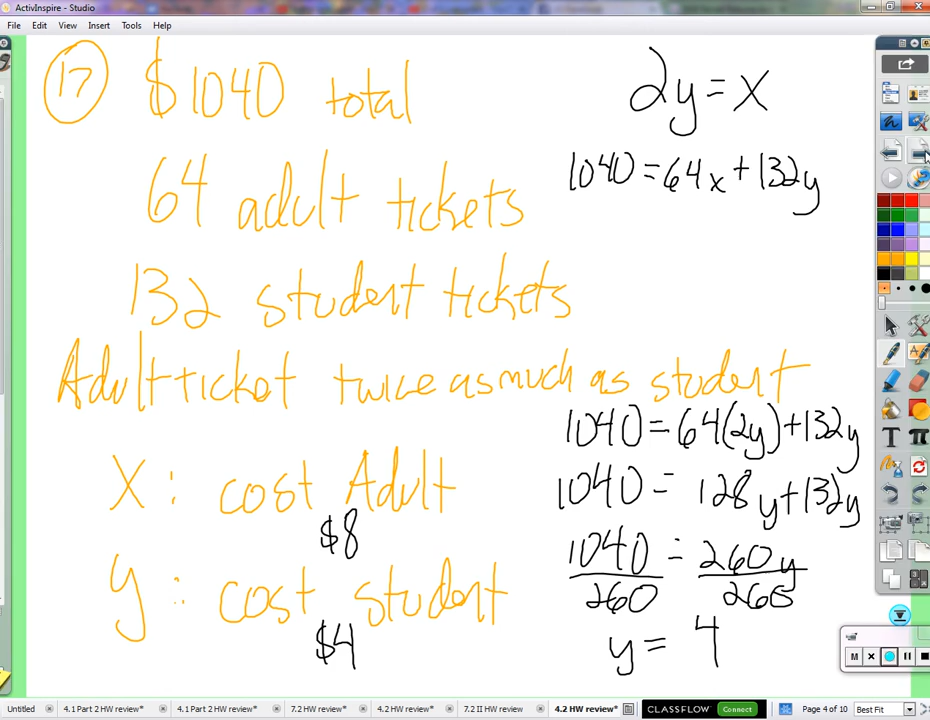 ActivInspire - Studio
File Edit View Insert Tools Help
17 $1040 total
64 adult tickets
132 student tickets
Adult ticket twice as much as student
x: cost Adult
$8
y: cost student
$4
2y = x
1040 = 64x + 132y
1040 = 64(2y) + 132y
1040 = 128y + 132y
1040 = 260y
260 260
y = 4
M
Untitled 4.1 Part 2 HW review* 4.1 Part 2 HW review* 7.2 HW review* 4.2 HW review* 7.2 II HW review 4.2 HW review* CLASSFLOW Connect Page 4 of 10 Best Fit